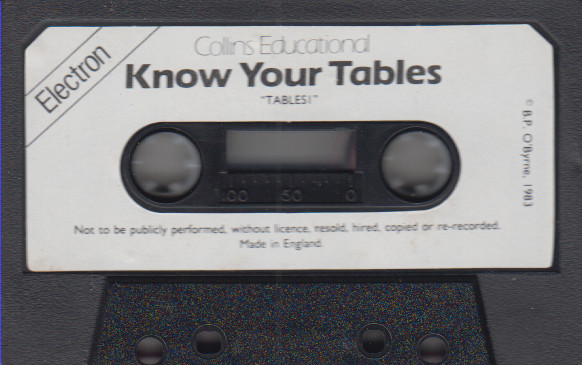 Collins Educational
Electron
Know Your Tables
"TABLES1"
© B.P. O'Byrne, 1983
100 50 0
Not to be publicly performed, without licence, resold, hired, copied or re-recorded.
Made in England.